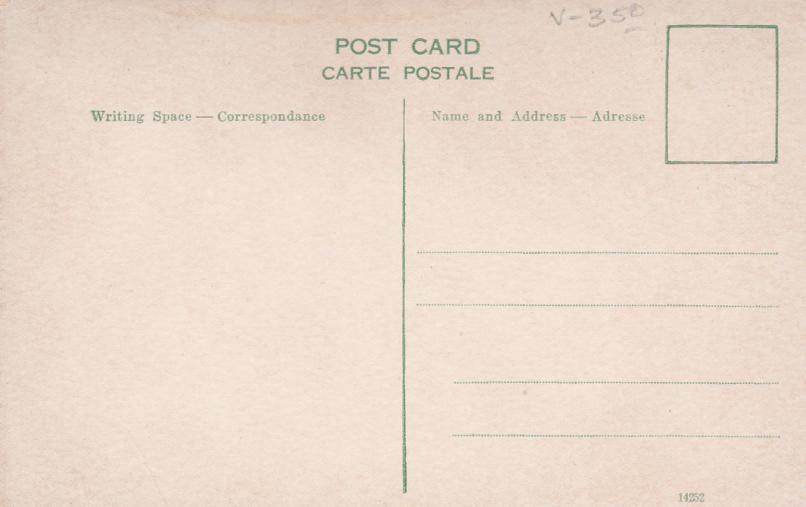 V-350
POST CARD
CARTE POSTALE
Writing Space — Correspondance
Name and Address — Adresse
14252